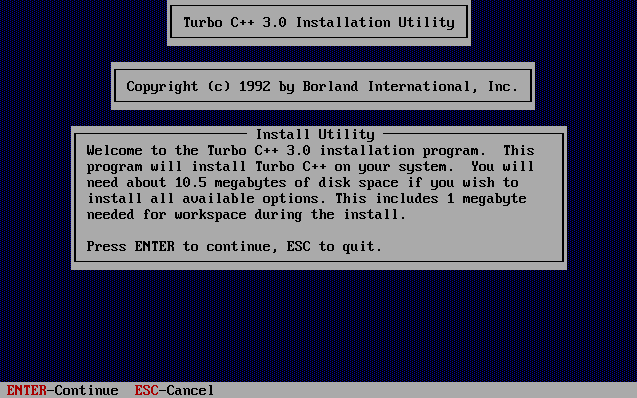 Turbo C++ 3.0 Installation Utility
Copyright (c) 1992 by Borland International, Inc.
Install Utility
Welcome to the Turbo C++ 3.0 installation program.  This
program will install Turbo C++ on your system.  You will
need about 10.5 megabytes of disk space if you wish to
install all available options. This includes 1 megabyte
needed for workspace during the install.
Press ENTER to continue, ESC to quit.
ENTER-Continue  ESC-Cancel